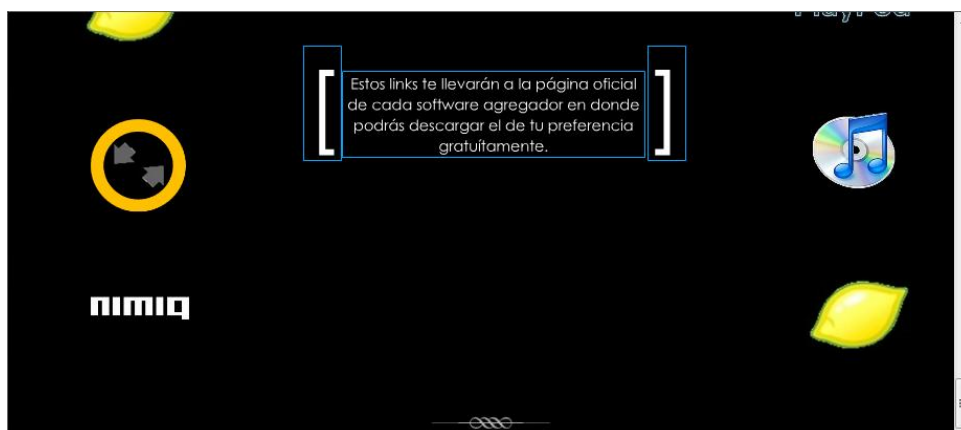 Estos links te llevarán a la página oficial
de cada software agregador en donde
podrás descargar el de tu preferencia
gratuítamente.
nimiq